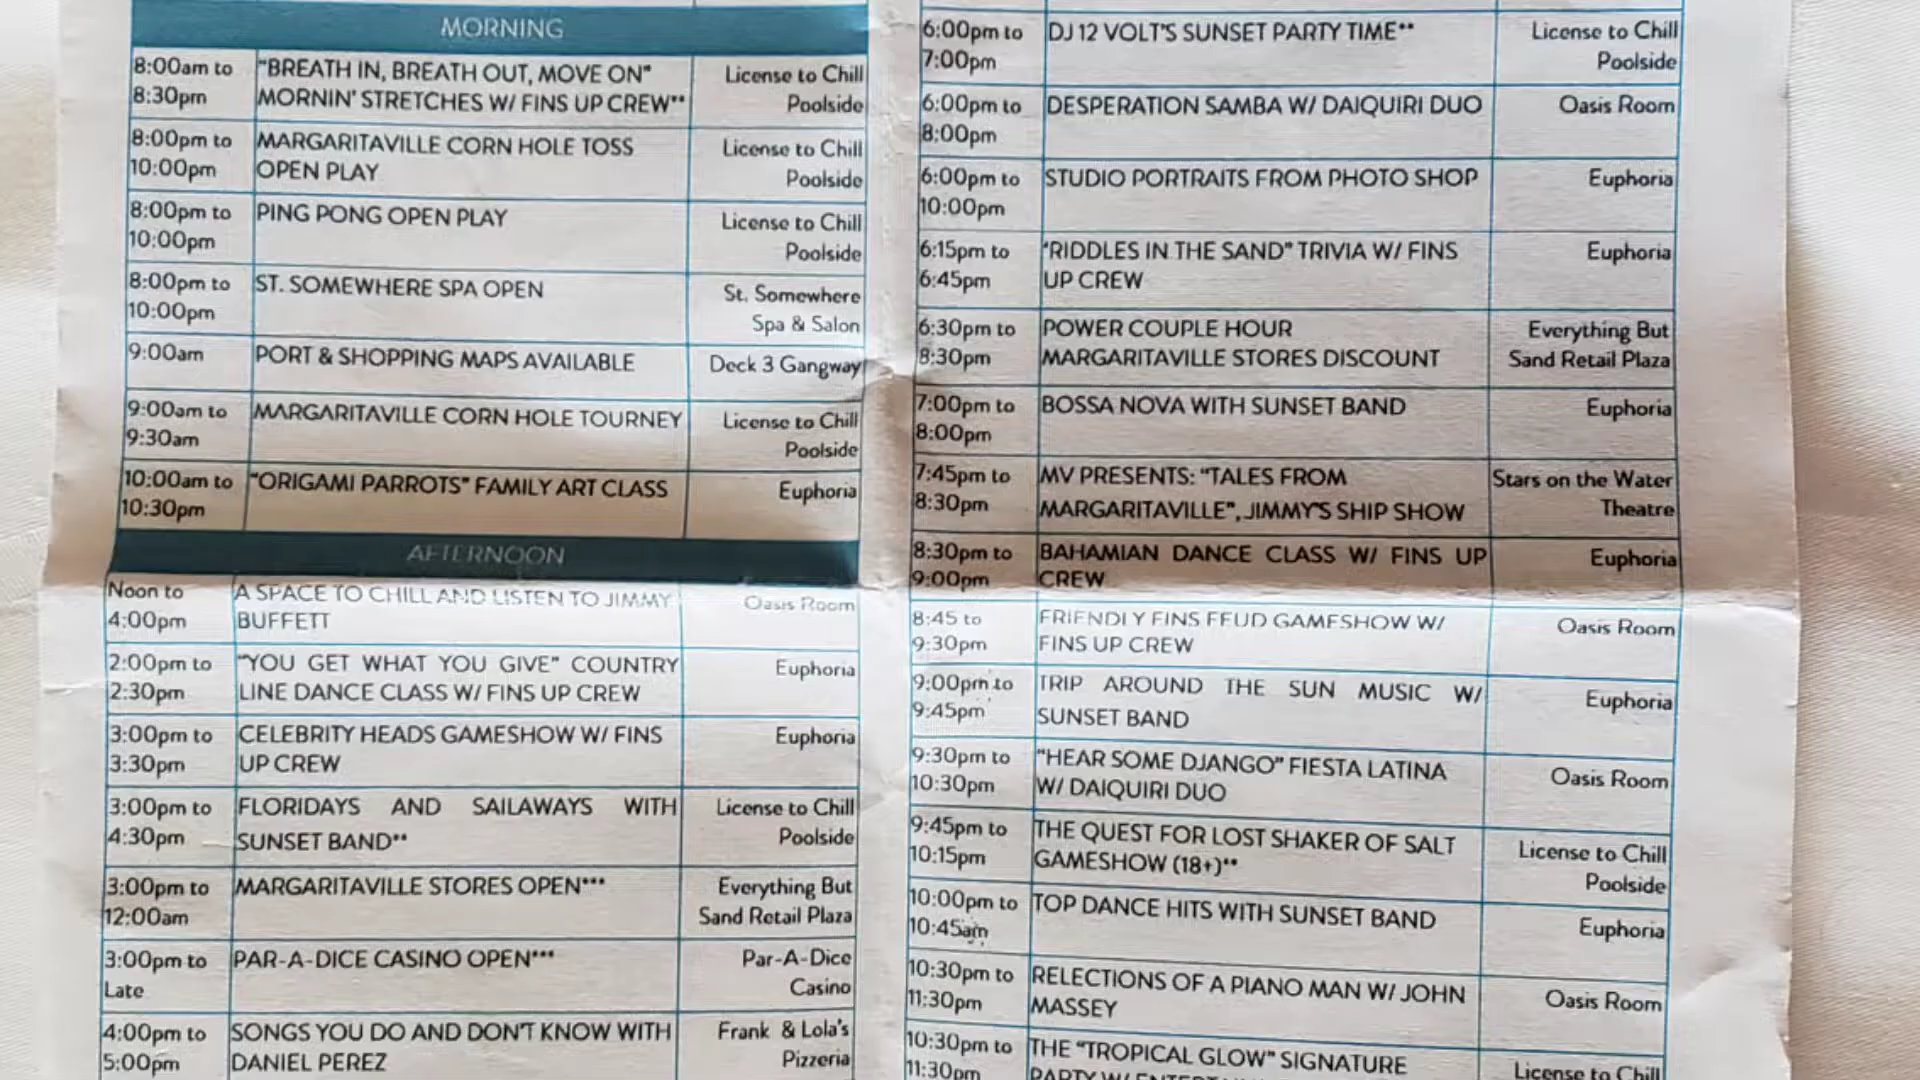 MORNING
8:00am to "BREATH IN, BREATH OUT, MOVE ON" License to Chill
8:30pm MORNIN' STRETCHES W/ FINS UP CREW** Poolside
8:00pm to MARGARITAVILLE CORN HOLE TOSS License to Chill
10:00pm OPEN PLAY Poolside
8:00pm to PING PONG OPEN PLAY License to Chill
10:00pm Poolside
8:00pm to ST. SOMEWHERE SPA OPEN St. Somewhere
10:00pm Spa & Salon
9:00am PORT & SHOPPING MAPS AVAILABLE Deck 3 Gangway
9:00am to MARGARITAVILLE CORN HOLE TOURNEY License to Chill
9:30am Poolside
10:00am to "ORIGAMI PARROTS" FAMILY ART CLASS Euphoria
10:30pm
AFTERNOON
Noon to A SPACE TO CHILL AND LISTEN TO JIMMY Oasis Room
4:00pm BUFFETT
2:00pm to "YOU GET WHAT YOU GIVE" COUNTRY Euphoria
2:30pm LINE DANCE CLASS W/ FINS UP CREW
3:00pm to CELEBRITY HEADS GAMESHOW W/ FINS Euphoria
3:30pm UP CREW
3:00pm to FLORIDAYS AND SAILAWAYS WITH License to Chill
4:30pm SUNSET BAND** Poolside
3:00pm to MARGARITAVILLE STORES OPEN*** Everything But
12:00am Sand Retail Plaza
3:00pm to PAR-A-DICE CASINO OPEN*** Par-A-Dice
Late Casino
4:00pm to SONGS YOU DO AND DON'T KNOW WITH Frank & Lola's
5:00pm DANIEL PEREZ Pizzeria
6:00pm to DJ 12 VOLT'S SUNSET PARTY TIME** License to Chill
7:00pm Poolside
6:00pm to DESPERATION SAMBA W/ DAIQUIRI DUO Oasis Room
8:00pm
6:00pm to STUDIO PORTRAITS FROM PHOTO SHOP Euphoria
10:00pm
6:15pm to "RIDDLES IN THE SAND" TRIVIA W/ FINS Euphoria
6:45pm UP CREW
6:30pm to POWER COUPLE HOUR Everything But
8:30pm MARGARITAVILLE STORES DISCOUNT Sand Retail Plaza
7:00pm to BOSSA NOVA WITH SUNSET BAND Euphoria
8:00pm
7:45pm to MV PRESENTS: "TALES FROM Stars on the Water
8:30pm MARGARITAVILLE", JIMMY'S SHIP SHOW Theatre
8:30pm to BAHAMIAN DANCE CLASS W/ FINS UP Euphoria
9:00pm CREW
8:45 to FRIENDLY FINS FEUD GAMESHOW W/ Oasis Room
9:30pm FINS UP CREW
9:00pm to TRIP AROUND THE SUN MUSIC W/ Euphoria
9:45pm SUNSET BAND
9:30pm to "HEAR SOME DJANGO" FIESTA LATINA Oasis Room
10:30pm W/ DAIQUIRI DUO
9:45pm to THE QUEST FOR LOST SHAKER OF SALT License to Chill
10:15pm GAMESHOW (18+)** Poolside
10:00pm to TOP DANCE HITS WITH SUNSET BAND Euphoria
10:45am
10:30pm to RELECTIONS OF A PIANO MAN W/ JOHN Oasis Room
11:30pm MASSEY
10:30pm to THE "TROPICAL GLOW" SIGNATURE License to Chill
11:30pm PARTY W/